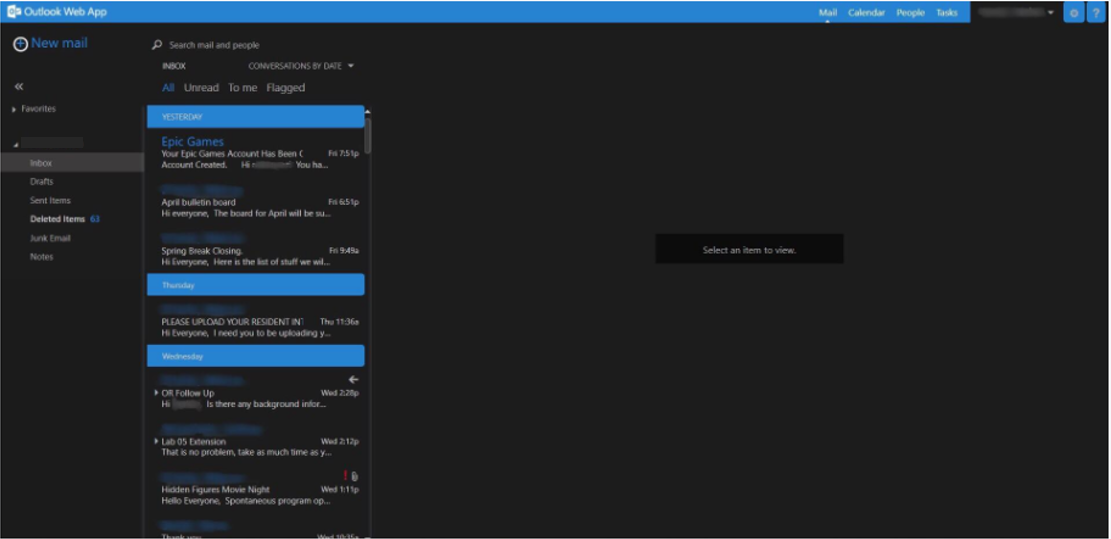 Outlook Web App
Mail Calendar People Tasks
New mail
Search mail and people
INBOX CONVERSATIONS BY DATE
All Unread To me Flagged
Favorites
Inbox
Drafts
Sent Items
Deleted Items 63
Junk Email
Notes
YESTERDAY
Epic Games
Your Epic Games Account Has Been C Fri 7:51p
Account Created. Hi You ha...
April bulletin board Fri 6:51p
Hi everyone, The board for April will be su...
Spring Break Closing. Fri 9:49a
Hi Everyone, Here is the list of stuff we wil...
Thursday
PLEASE UPLOAD YOUR RESIDENT INT Thu 11:36a
Hi Everyone, I need you to be uploading y...
Wednesday
OR Follow Up Wed 2:28p
Hi Is there any background infor...
Lab 05 Extension Wed 2:12p
That is no problem, take as much time as y...
Hidden Figures Movie Night Wed 1:11p
Hello Everyone, Spontaneous program op...
Thank you Wed 10:35a
Select an item to view.